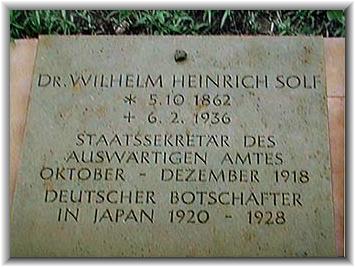 DR. WILHELM HEINRICH SOLF
* 5.10 1862
+ 6.2.1936
STAATSSEKRETÄR DES
AUSWÄRTIGEN AMTES
OKTOBER - DEZEMBER 1918
DEUTSCHER BOTSCHAFTER
IN JAPAN 1920 - 1928